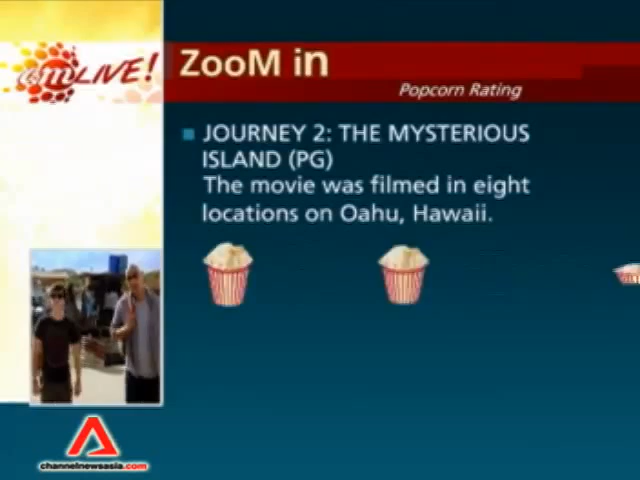 am LIVE!
ZooM in
Popcorn Rating
JOURNEY 2: THE MYSTERIOUS
ISLAND (PG)
The movie was filmed in eight
locations on Oahu, Hawaii.
channelnewsasia.com